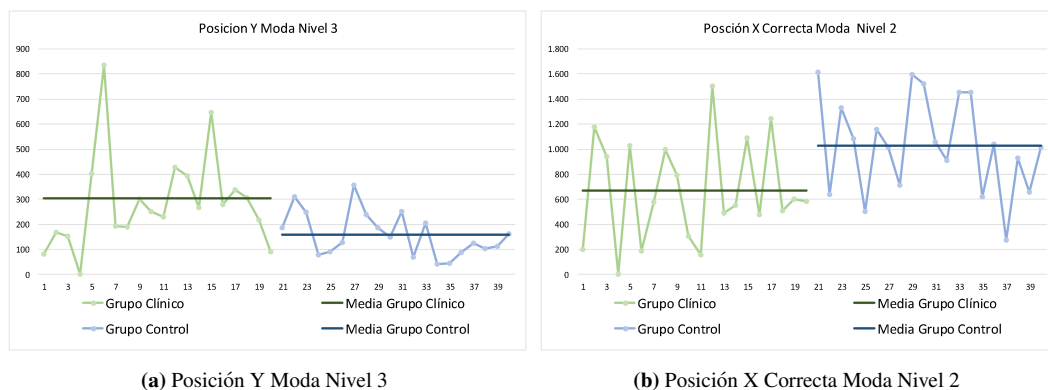 Posicion Y Moda Nivel 3
900
800
700
600
500
400
300
200
100
0
1 3 5 7 9 11 13 15 17 19 21 23 25 27 29 31 33 35 37 39
Grupo Clínico Media Grupo Clínico
Grupo Control Media Grupo Control
(a) Posición Y Moda Nivel 3
Posción X Correcta Moda Nivel 2
1.800
1.600
1.400
1.200
1.000
800
600
400
200
0
1 3 5 7 9 11 13 15 17 19 21 23 25 27 29 31 33 35 37 39
Grupo Clínico Media Grupo Clínico
Grupo Control Media Grupo Control
(b) Posición X Correcta Moda Nivel 2